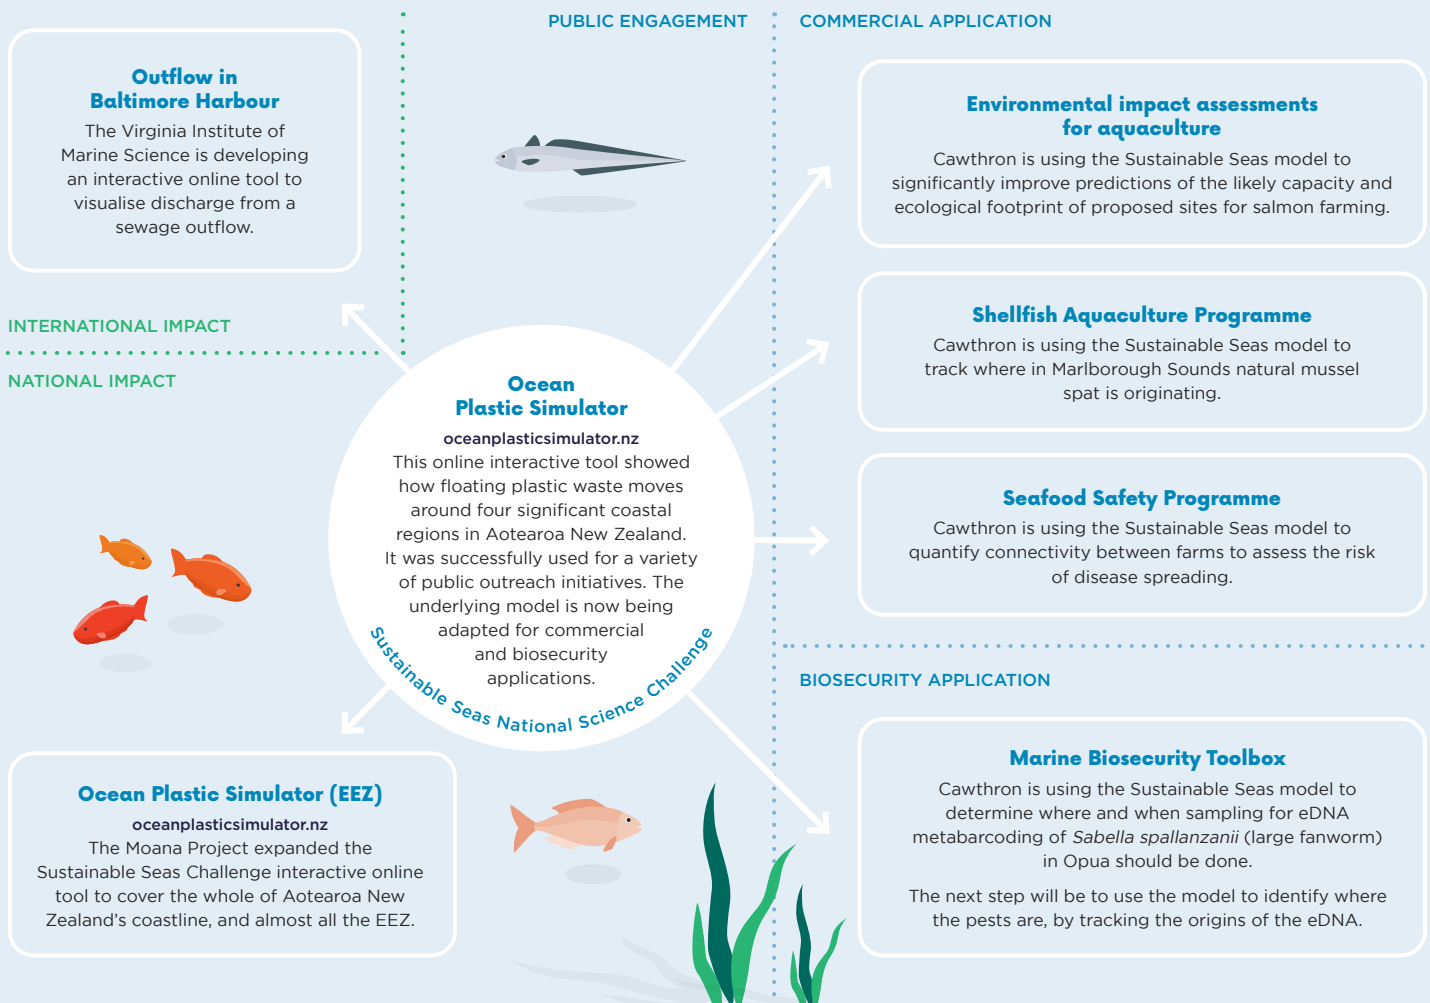 PUBLIC ENGAGEMENT
COMMERCIAL APPLICATION
Outflow in
Baltimore Harbour
The Virginia Institute of
Marine Science is developing
an interactive online tool to
visualise discharge from a
sewage outflow.
INTERNATIONAL IMPACT
NATIONAL IMPACT
Ocean
Plastic Simulator
oceanplasticsimulator.nz
This online interactive tool showed
how floating plastic waste moves
around four significant coastal
regions in Aotearoa New Zealand.
It was successfully used for a variety
of public outreach initiatives. The
underlying model is now being
adapted for commercial
and biosecurity
applications.
Sustainable Seas National Science Challenge
Ocean Plastic Simulator (EEZ)
oceanplasticsimulator.nz
The Moana Project expanded the
Sustainable Seas Challenge interactive online
tool to cover the whole of Aotearoa New
Zealand’s coastline, and almost all the EEZ.
Environmental impact assessments
for aquaculture
Cawthron is using the Sustainable Seas model to
significantly improve predictions of the likely capacity and
ecological footprint of proposed sites for salmon farming.
Shellfish Aquaculture Programme
Cawthron is using the Sustainable Seas model to
track where in Marlborough Sounds natural mussel
spat is originating.
Seafood Safety Programme
Cawthron is using the Sustainable Seas model to
quantify connectivity between farms to assess the risk
of disease spreading.
BIOSECURITY APPLICATION
Marine Biosecurity Toolbox
Cawthron is using the Sustainable Seas model to
determine where and when sampling for eDNA
metabarcoding of Sabella spallanzanii (large fanworm)
in Opua should be done.
The next step will be to use the model to identify where
the pests are, by tracking the origins of the eDNA.